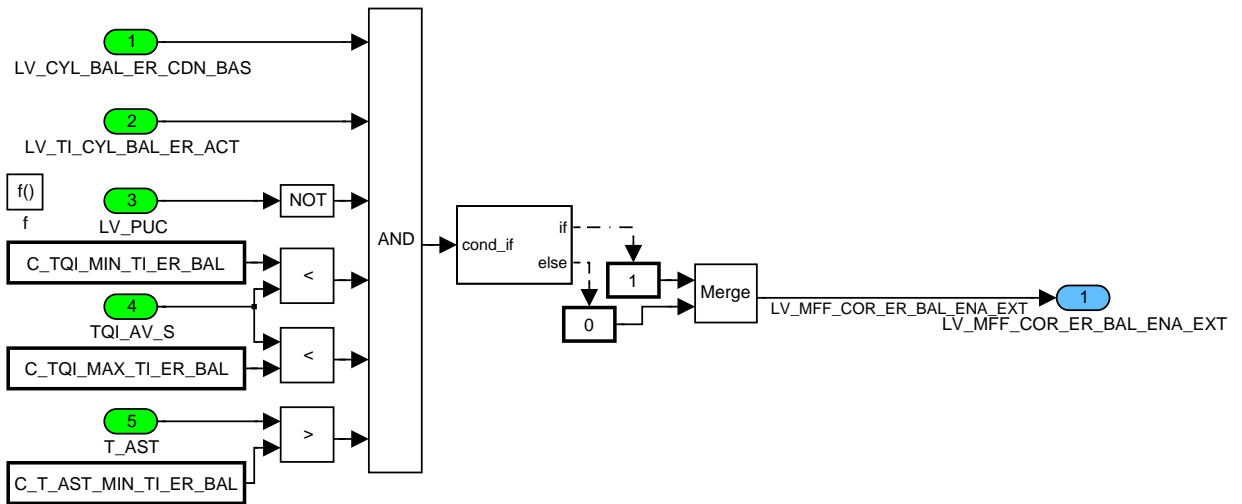 1
LV_CYL_BAL_ER_CDN_BAS
2
LV_TI_CYL_BAL_ER_ACT
f()
f
3
LV_PUC
NOT
C_TQI_MIN_TI_ER_BAL
<
4
TQI_AV_S
C_TQI_MAX_TI_ER_BAL
<
5
T_AST
>
C_T_AST_MIN_TI_ER_BAL
AND
cond_if
if
else
1
0
Merge
LV_MFF_COR_ER_BAL_ENA_EXT
1
LV_MFF_COR_ER_BAL_ENA_EXT